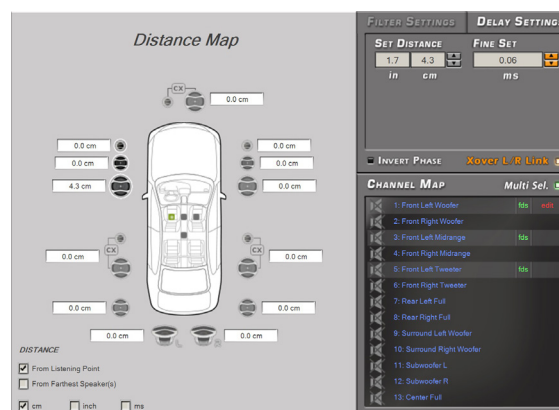 Distance Map
CX
0.0 cm
0.0 cm
0.0 cm
0.0 cm
0.0 cm
4.3 cm
0.0 cm
CX
CX
0.0 cm
0.0 cm
0.0 cm
0.0 cm
0.0 cm
L
R
0.0 cm
DISTANCE
From Listening Point
From Farthest Speaker(s)
cm
inch
ms
FILTER SETTINGS
DELAY SETTING
SET DISTANCE
FINE SET
1.7
4.3
0.06
in
cm
ms
INVERT PHASE
Xover L-R Link
CHANNEL MAP
Multi Sel.
1: Front Left Woofer fds edit
2: Front Right Woofer
3: Front Left Midrange fds
4: Front Right Midrange
5: Front Left Tweeter fds
6: Front Right Tweeter
7: Rear Left Full
8: Rear Right Full
9: Surround Left Woofer
10: Surround Right Woofer
11: Subwoofer L
12: Subwoofer R
13: Center Full